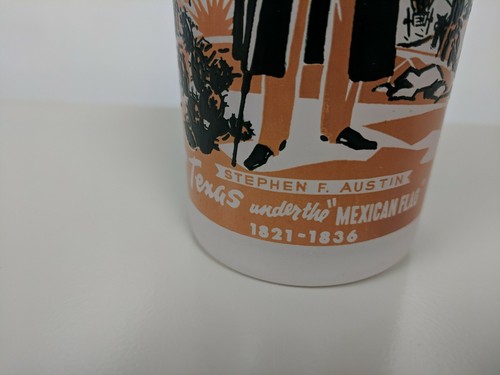 STEPHEN F. AUSTIN
Texas under the "MEXICAN FLAG"
1821-1836